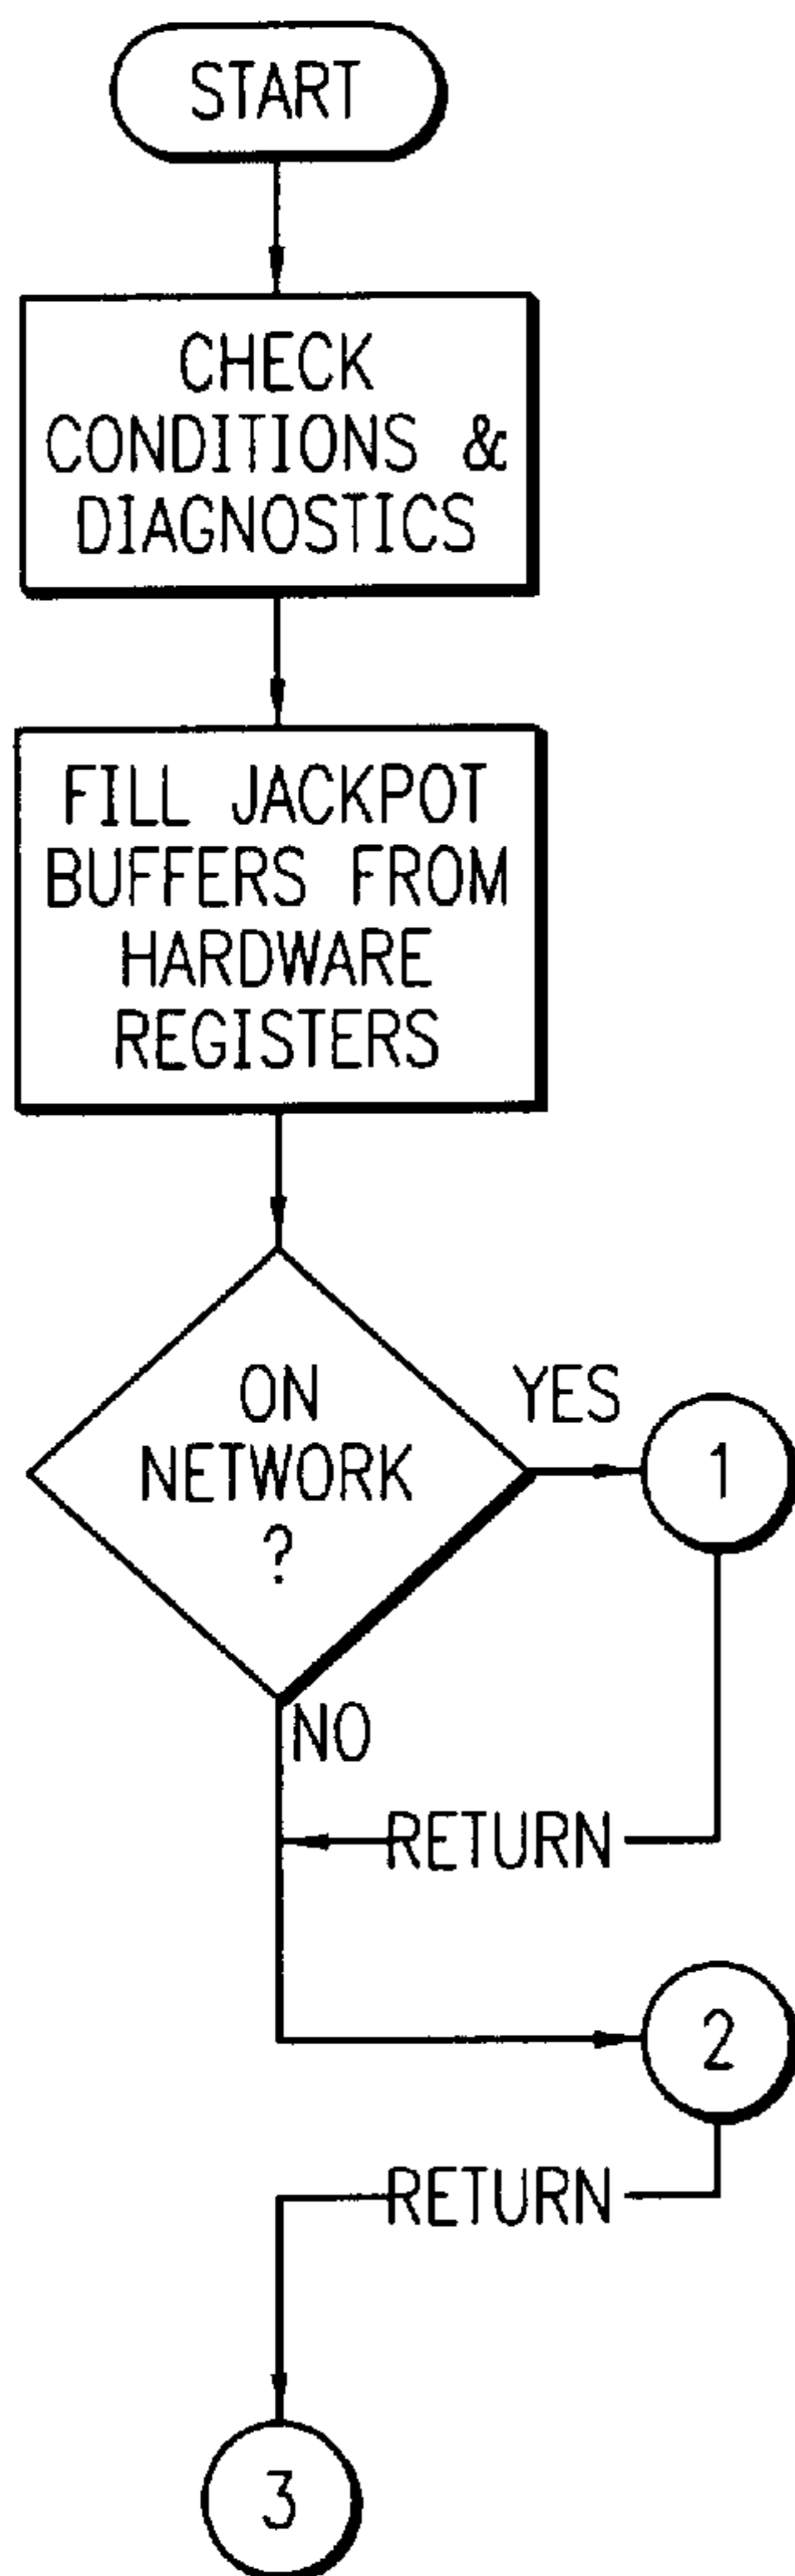 START
CHECK
CONDITIONS &
DIAGNOSTICS
FILL JACKPOT
BUFFERS FROM
HARDWARE
REGISTERS
ON
NETWORK
?
YES
1
NO
RETURN
2
RETURN
3